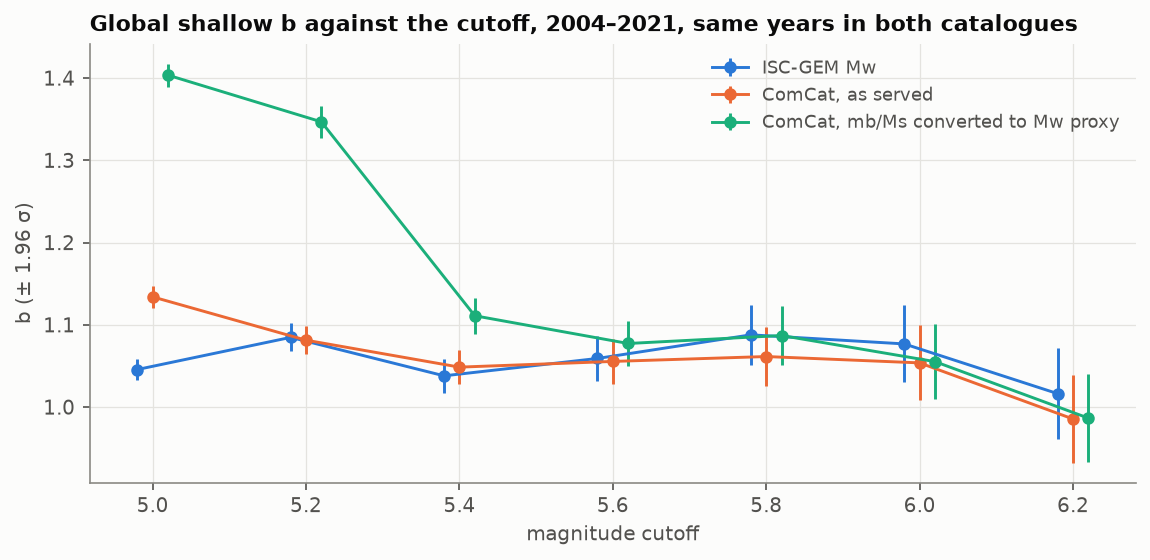 Global shallow b against the cutoff, 2004–2021, same years in both catalogues
ISC-GEM Mw
ComCat, as served
ComCat, mb/Ms converted to Mw proxy
b (± 1.96 σ)
1.4
1.3
1.2
1.1
1.0
5.0
5.2
5.4
5.6
5.8
6.0
6.2
magnitude cutoff